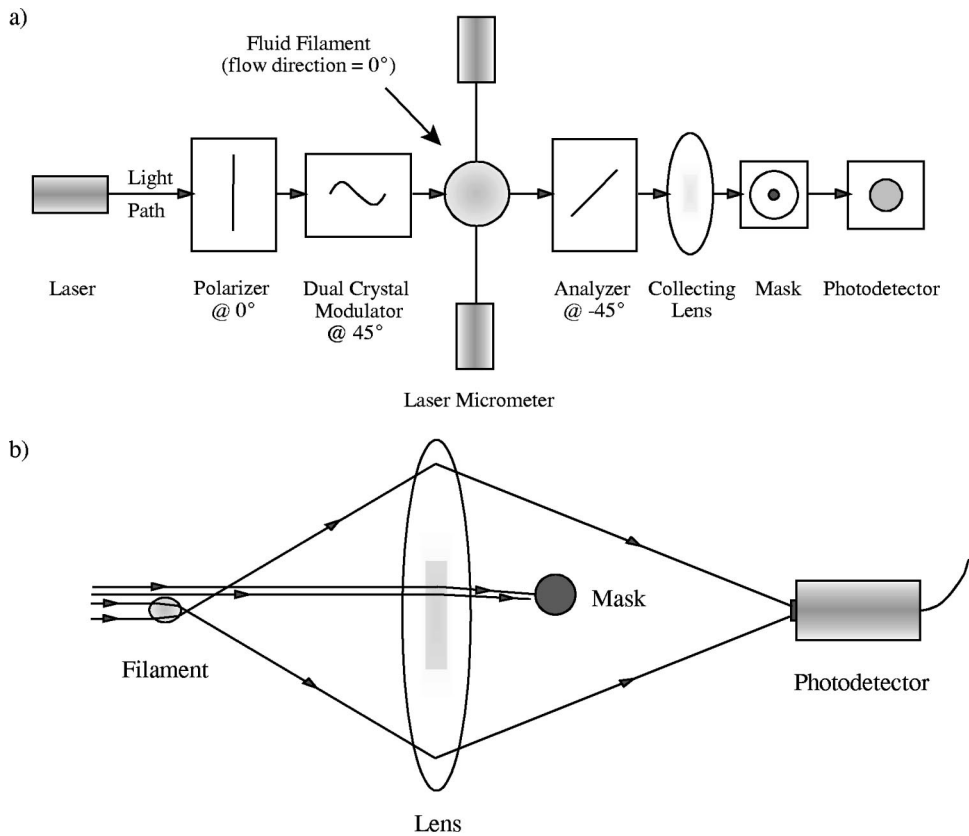 a)
Fluid Filament
(flow direction = 0°)
Light
Path
Laser
Polarizer
@ 0°
Dual Crystal
Modulator
@ 45°
Analyzer
@ -45°
Collecting
Lens
Mask
Photodetector
Laser Micrometer
b)
Mask
Filament
Photodetector
Lens